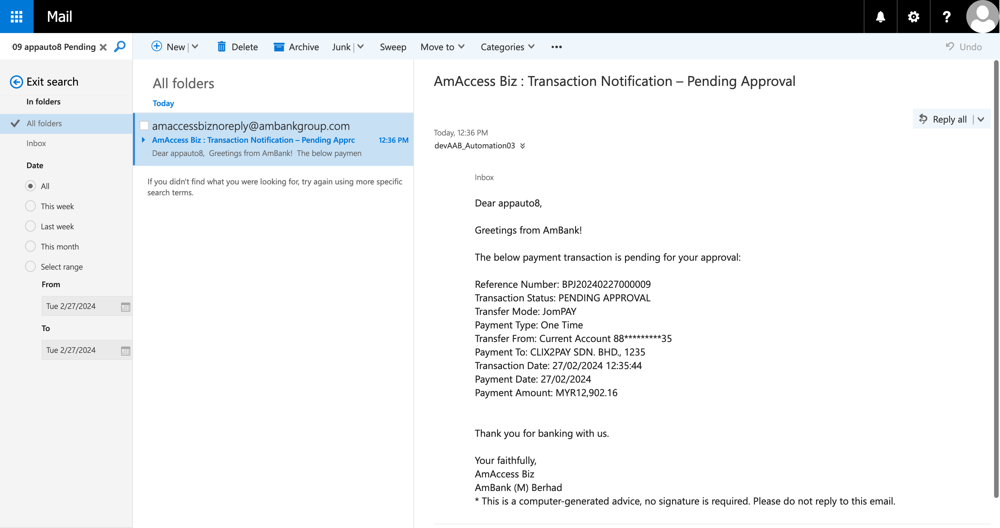 Mail
09 appauto8 Pending
New
Delete
Archive
Junk
Sweep
Move to
Categories
Undo
Exit search
In folders
All folders
Inbox
Date
All
This week
Last week
This month
Select range
From
Tue 2/27/2024
To
Tue 2/27/2024
All folders
Today
amaccessbiznoreply@ambankgroup.com
AmAccess Biz : Transaction Notification – Pending Appro
12:36 PM
Dear appauto8, Greetings from AmBank! The below paymen
If you didn't find what you were looking for, try again using more specific
search terms.
AmAccess Biz : Transaction Notification – Pending Approval
Reply all
Today, 12:36 PM
devAAB_Automation03
Inbox
Dear appauto8,
Greetings from AmBank!
The below payment transaction is pending for your approval:
Reference Number: BPJ20240227000009
Transaction Status: PENDING APPROVAL
Transfer Mode: JomPAY
Payment Type: One Time
Transfer From: Current Account 88*********35
Payment To: CLIX2PAY SDN. BHD., 1235
Transaction Date: 27/02/2024 12:35:44
Payment Date: 27/02/2024
Payment Amount: MYR12,902.16
Thank you for banking with us.
Your faithfully,
AmAccess Biz
AmBank (M) Berhad
* This is a computer-generated advice, no signature is required. Please do not reply to this email.